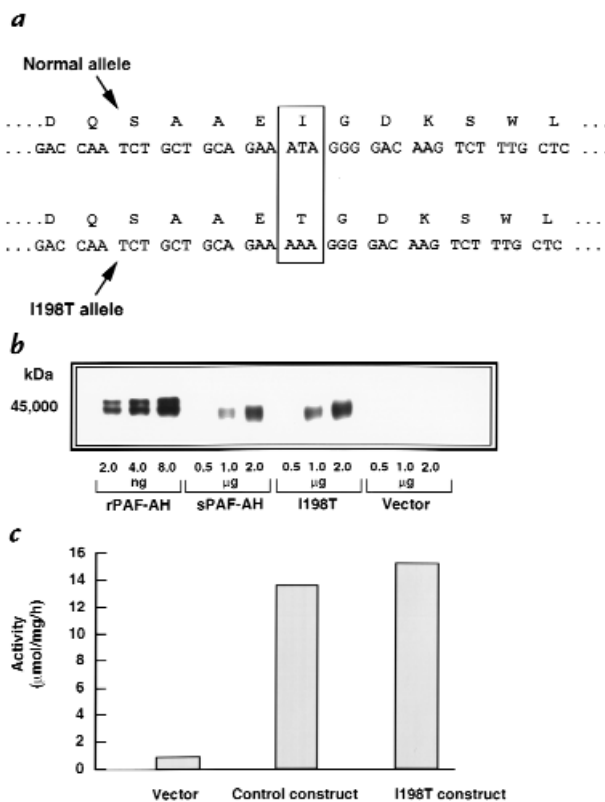 a
Normal allele
....D Q S A A E I G D K S W L ...
...GAC CAA TCT GCT GCA GAA ATA GGG GAC AAG TCT TTG CTC ...
....D Q S A A E T G D K S W L ...
...GAC CAA TCT GCT GCA GAA AAA GGG GAC AAG TCT TTG CTC ....
I198T allele
b
kDa
45,000
2.0 4.0 8.0 0.5 1.0 2.0 0.5 1.0 2.0 0.5 1.0 2.0
ng µg µg µg
rPAF-AH sPAF-AH I198T Vector
c
16
14
12
10
8
6
4
2
0
Activity
(µmol/mg/h)
Vector Control construct I198T construct